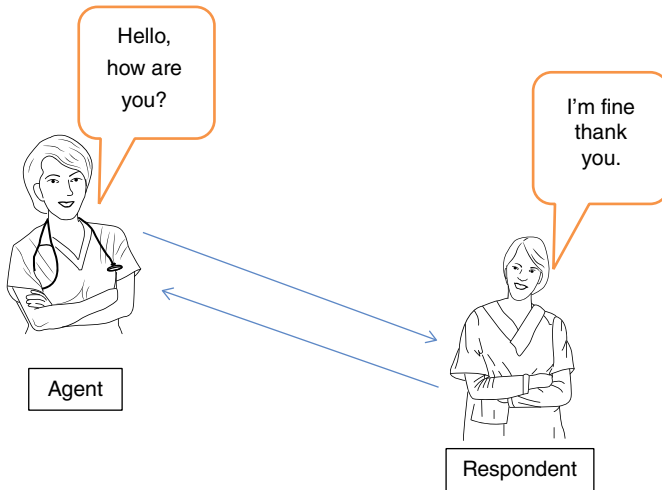 Hello,
how are
you?
I’m fine
thank
you.
Agent
Respondent